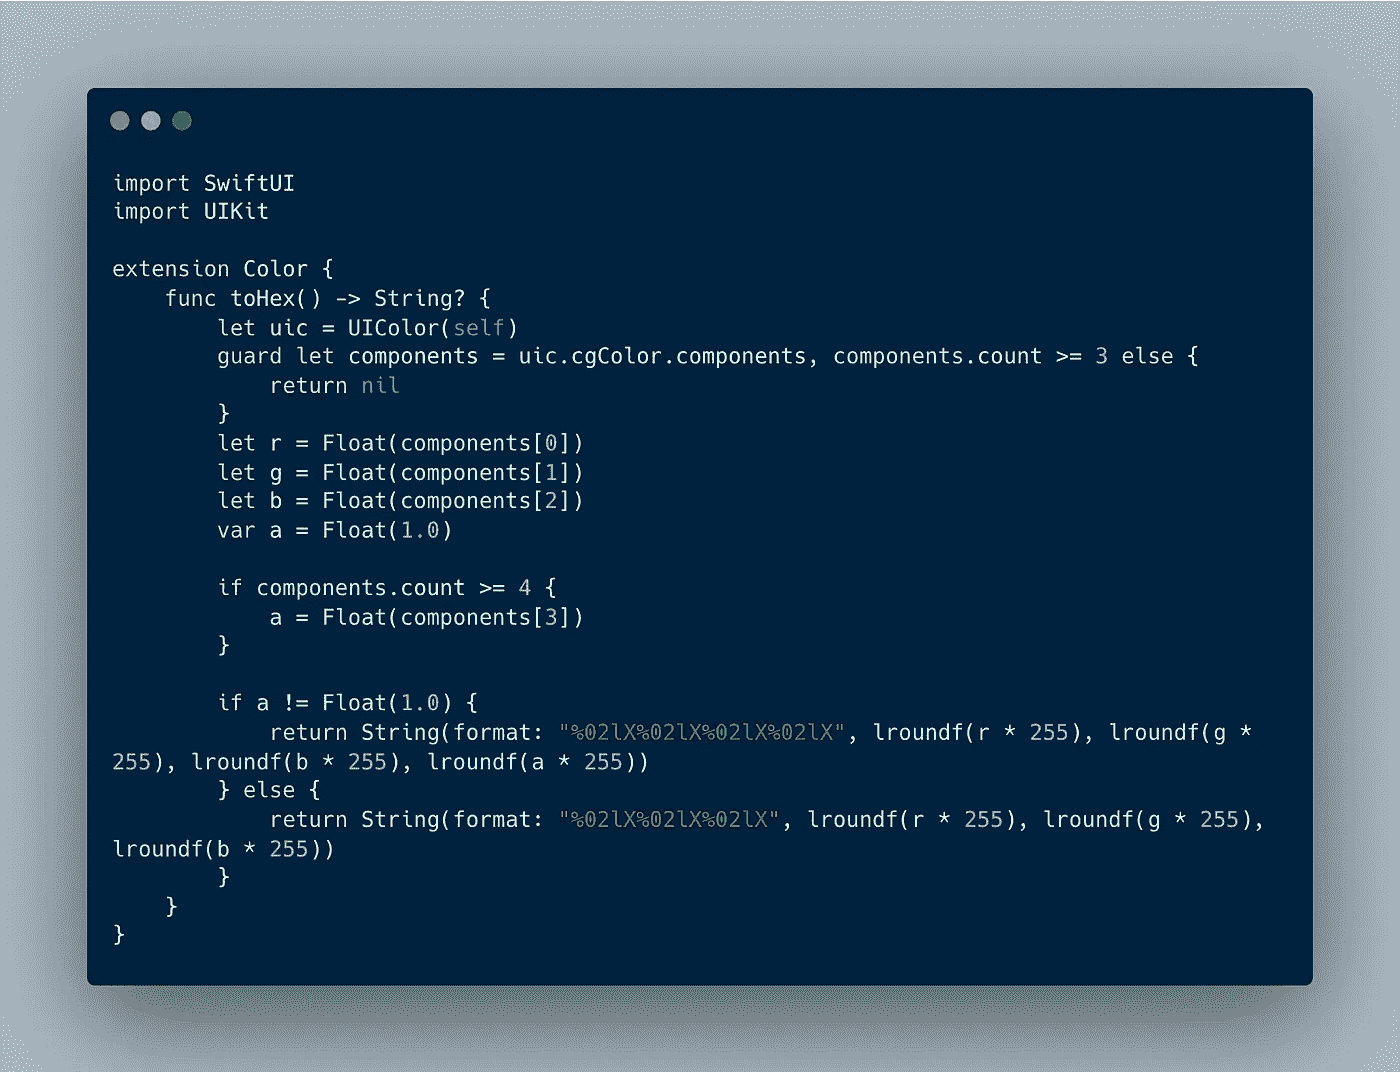 import SwiftUI
import UIKit
extension Color {
    func toHex() -> String? {
        let uic = UIColor(self)
        guard let components = uic.cgColor.components, components.count >= 3 else {
            return nil
        }
        let r = Float(components[0])
        let g = Float(components[1])
        let b = Float(components[2])
        var a = Float(1.0)
        if components.count >= 4 {
            a = Float(components[3])
        }
        if a != Float(1.0) {
            return String(format: "%02lX%02lX%02lX%02lX", lroundf(r * 255), lroundf(g *
255), lroundf(b * 255), lroundf(a * 255))
        } else {
            return String(format: "%02lX%02lX%02lX", lroundf(r * 255), lroundf(g * 255),
lroundf(b * 255))
        }
    }
}